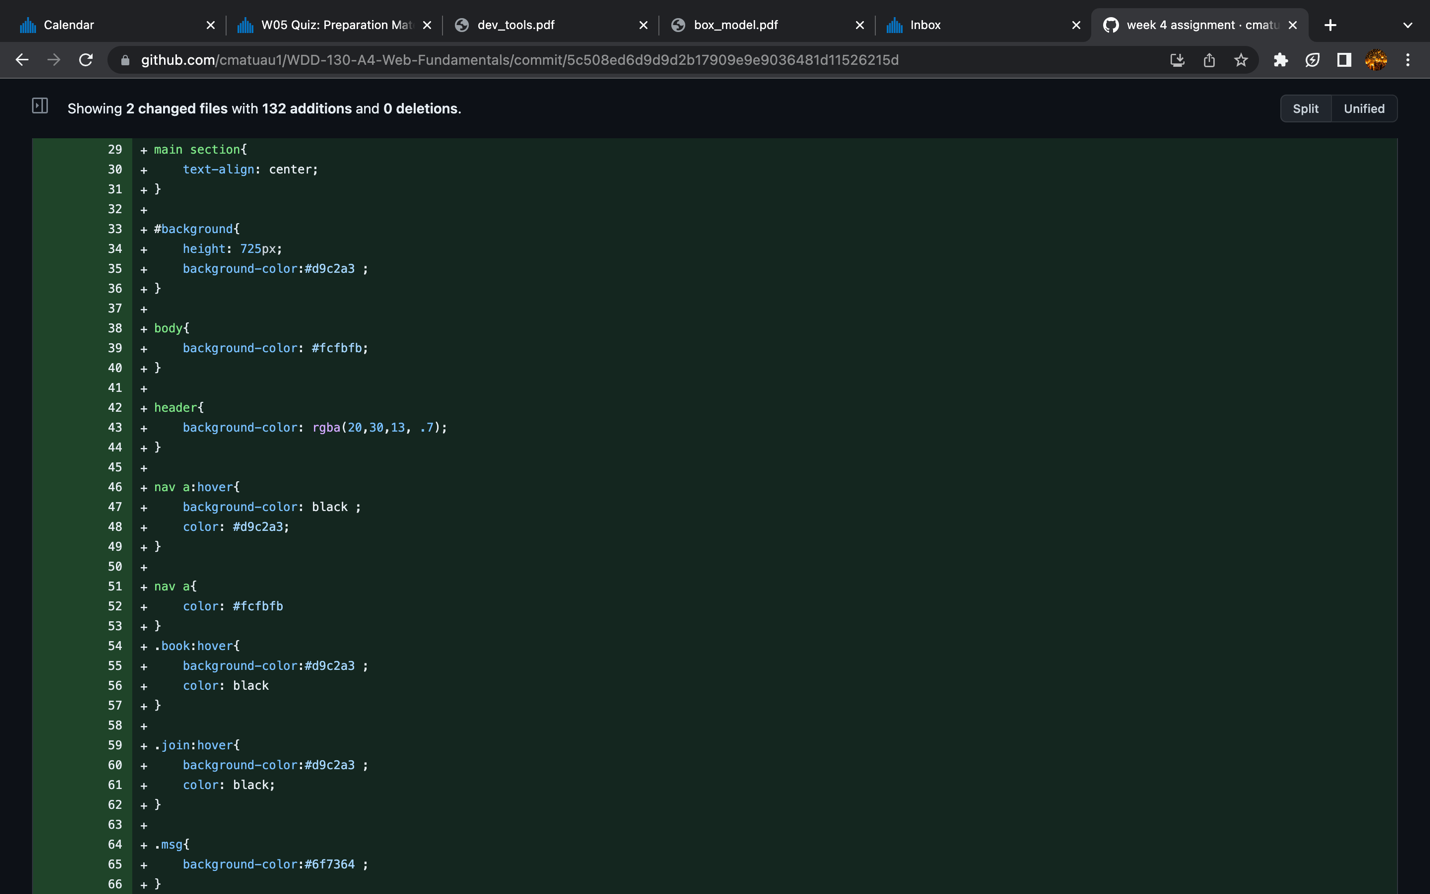 Calendar
W05 Quiz: Preparation Mat
dev_tools.pdf
box_model.pdf
Inbox
week 4 assignment · cmatu
github.com/cmatuau1/WDD-130-A4-Web-Fundamentals/commit/5c508ed6d9d9d2b17909e9e9036481d11526215d
Showing 2 changed files with 132 additions and 0 deletions.
Split Unified
29 + main section{
30 + text-align: center;
31 + }
32 +
33 + #background{
34 + height: 725px;
35 + background-color:#d9c2a3 ;
36 + }
37 +
38 + body{
39 + background-color: #fcfbfb;
40 + }
41 +
42 + header{
43 + background-color: rgba(20,30,13, .7);
44 + }
45 +
46 + nav a:hover{
47 + background-color: black ;
48 + color: #d9c2a3;
49 + }
50 +
51 + nav a{
52 + color: #fcfbfb
53 + }
54 + .book:hover{
55 + background-color:#d9c2a3 ;
56 + color: black
57 + }
58 +
59 + .join:hover{
60 + background-color:#d9c2a3 ;
61 + color: black;
62 + }
63 +
64 + .msg{
65 + background-color:#6f7364 ;
66 + }